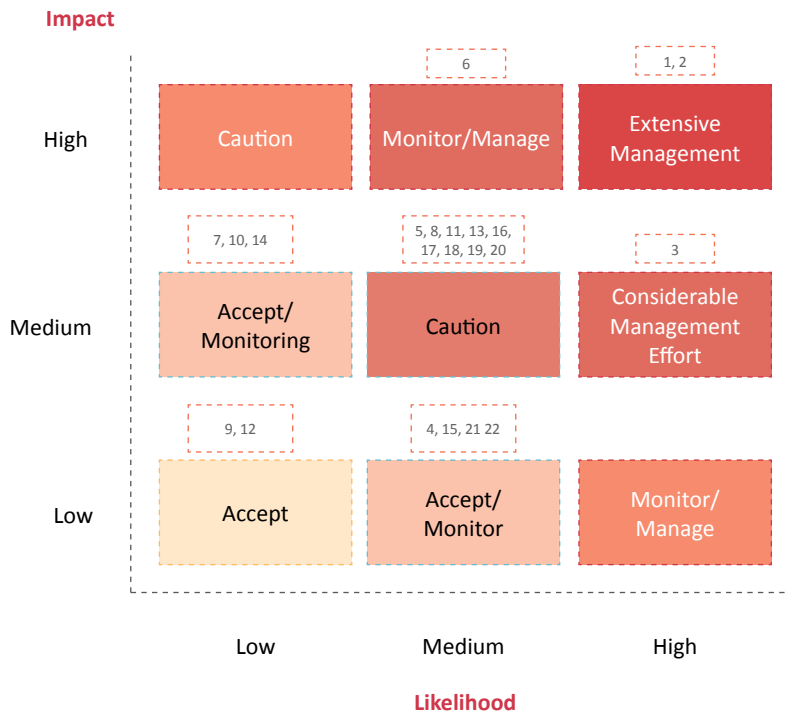 Impact
6
1, 2
High
Caution
Monitor/Manage
Extensive
Management
7, 10, 14
5, 8, 11, 13, 16,
17, 18, 19, 20
3
Medium
Accept/
Monitoring
Caution
Considerable
Management
Effort
9, 12
4, 15, 21 22
Low
Accept
Accept/
Monitor
Monitor/
Manage
Low
Medium
High
Likelihood